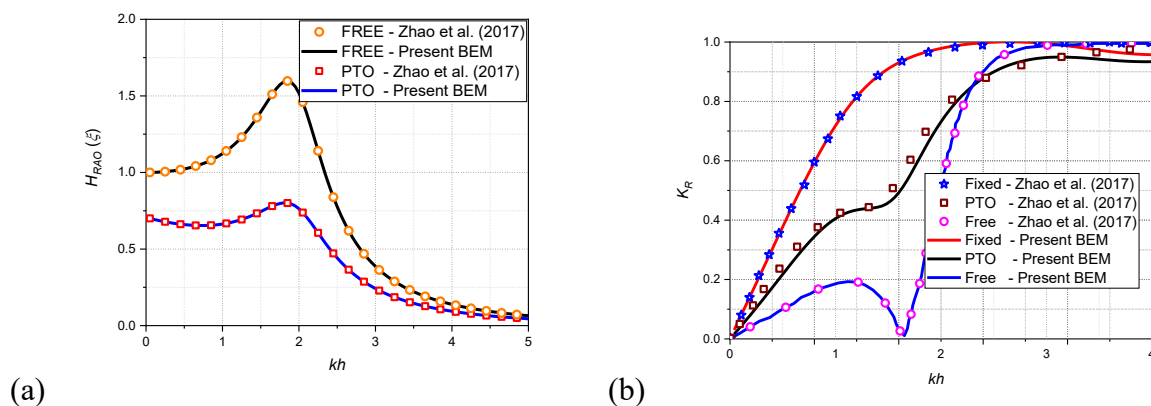 2.0
1.5
1.0
0.5
0.0
H_RAO (ξ)
FREE - Zhao et al. (2017)
FREE - Present BEM
PTO - Zhao et al. (2017)
PTO - Present BEM
0 1 2 3 4 5
kh
(a)
1.0
0.8
0.6
0.4
0.2
0.0
K_R
Fixed - Zhao et al. (2017)
PTO - Zhao et al. (2017)
Free - Zhao et al. (2017)
Fixed - Present BEM
PTO - Present BEM
Free - Present BEM
0 1 2 3 4
kh
(b)